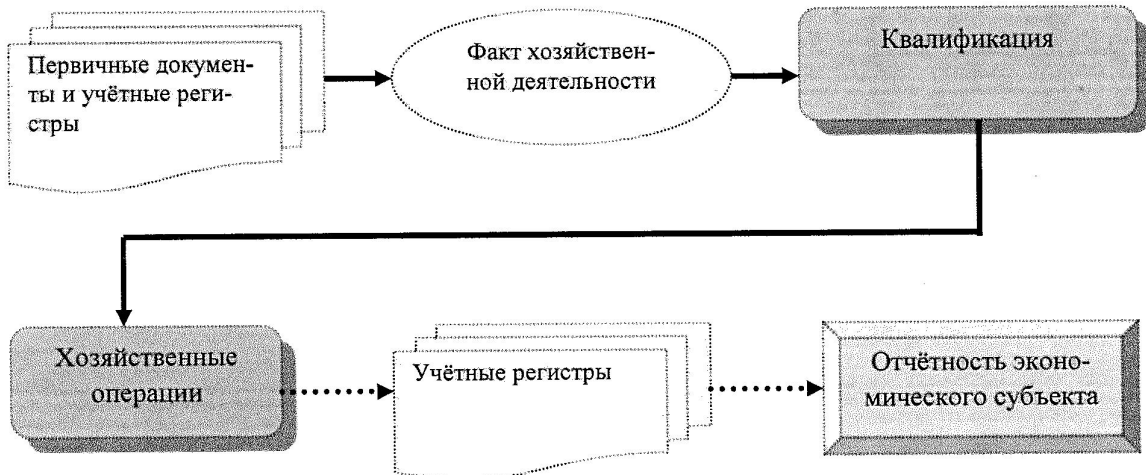 Первичные докумен-
ты и учётные реги-
стры
Факт хозяйствен-
ной деятельности
Квалификация
Хозяйственные
операции
Учётные регистры
Отчётность эконо-
мического субъекта